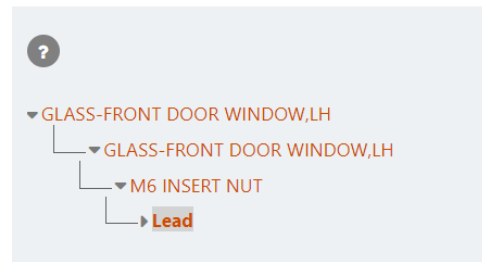 ?
GLASS-FRONT DOOR WINDOW,LH
GLASS-FRONT DOOR WINDOW,LH
M6 INSERT NUT
Lead